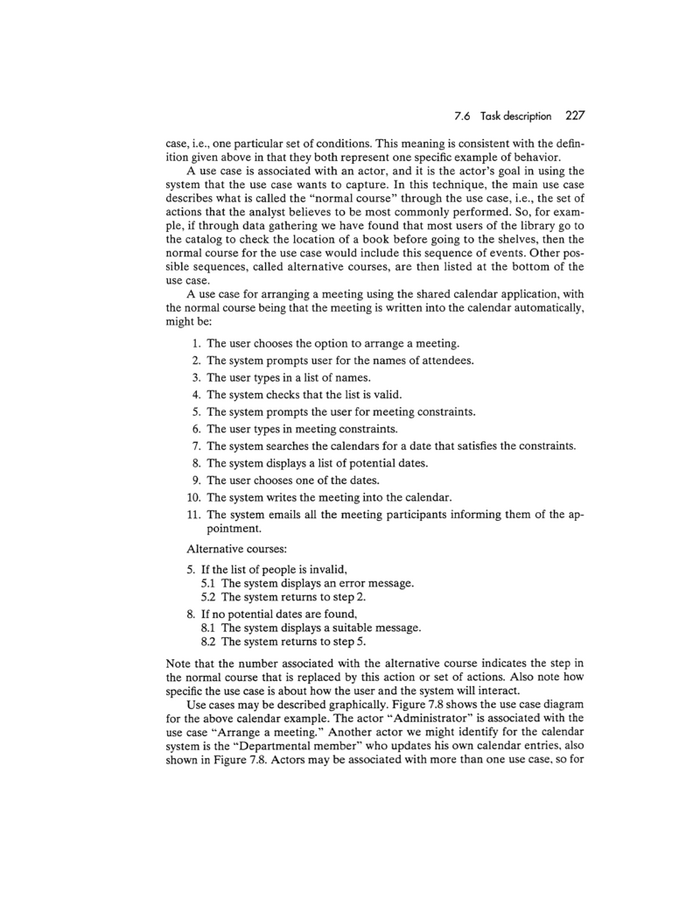 7.6 Task description 227
case, i.e., one particular set of conditions. This meaning is consistent with the defin-
ition given above in that they both represent one specific example of behavior.
A use case is associated with an actor, and it is the actor's goal in using the
system that the use case wants to capture. In this technique, the main use case
describes what is called the "normal course" through the use case, i.e., the set of
actions that the analyst believes to be most commonly performed. So, for exam-
ple, if through data gathering we have found that most users of the library go to
the catalog to check the location of a book before going to the shelves, then the
normal course for the use case would include this sequence of events. Other pos-
sible sequences, called alternative courses, are then listed at the bottom of the
use case.
A use case for arranging a meeting using the shared calendar application, with
the normal course being that the meeting is written into the calendar automatically,
might be:
1. The user chooses the option to arrange a meeting.
2. The system prompts user for the names of attendees.
3. The user types in a list of names.
4. The system checks that the list is valid.
5. The system prompts the user for meeting constraints.
6. The user types in meeting constraints.
7. The system searches the calendars for a date that satisfies the constraints.
8. The system displays a list of potential dates.
9. The user chooses one of the dates.
10. The system writes the meeting into the calendar.
11. The system emails all the meeting participants informing them of the ap-
pointment.
Alternative courses:
5. If the list of people is invalid,
5.1 The system displays an error message.
5.2 The system returns to step 2.
8. If no potential dates are found,
8.1 The system displays a suitable message.
8.2 The system returns to step 5.
Note that the number associated with the alternative course indicates the step in
the normal course that is replaced by this action or set of actions. Also note how
specific the use case is about how the user and the system will interact.
Use cases may be described graphically. Figure 7.8 shows the use case diagram
for the above calendar example. The actor "Administrator" is associated with the
use case "Arrange a meeting." Another actor we might identify for the calendar
system is the "Departmental member" who updates his own calendar entries, also
shown in Figure 7.8. Actors may be associated with more than one use case, so for